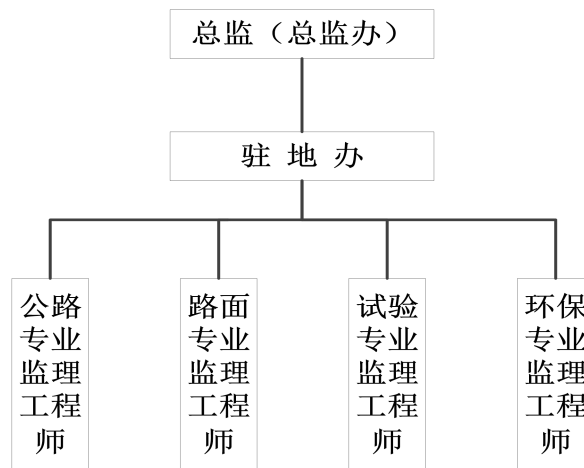 总监（总监办）
驻 地 办
公路
专业
监理
工程
师
路面
专业
监理
工程
师
试验
专业
监理
工程
师
环保
专业
监理
工程
师